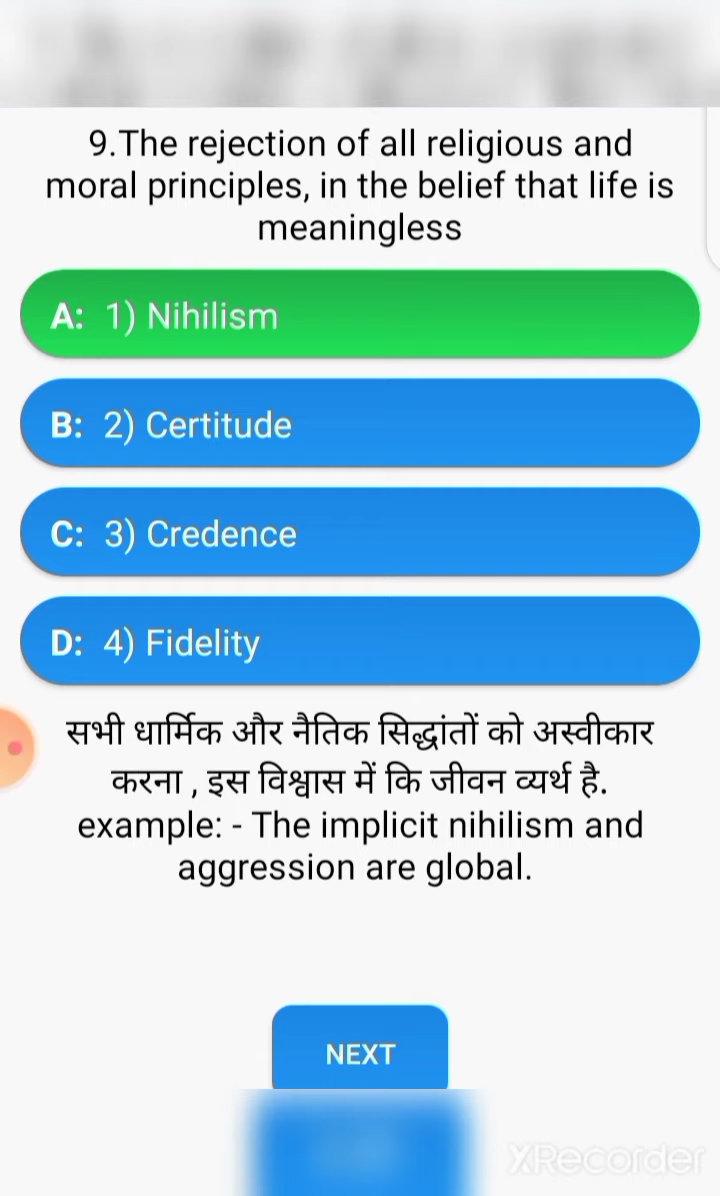 9.The rejection of all religious and
moral principles, in the belief that life is
meaningless
A: 1) Nihilism
B: 2) Certitude
C: 3) Credence
D: 4) Fidelity
सभी धार्मिक और नैतिक सिद्धांतों को अस्वीकार
करना , इस विश्वास में कि जीवन व्यर्थ है.
example: - The implicit nihilism and
aggression are global.
NEXT
XRecorder